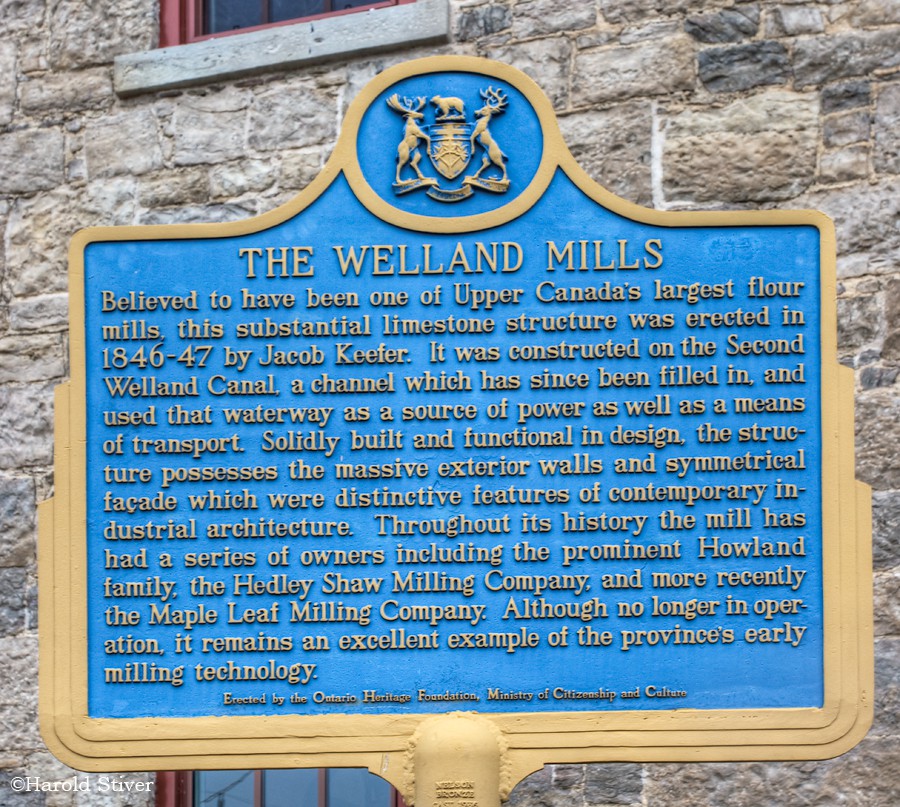 THE WELLAND MILLS
Believed to have been one of Upper Canada's largest flour
mills, this substantial limestone structure was erected in
1846-47 by Jacob Keefer. It was constructed on the Second
Welland Canal, a channel which has since been filled in, and
used that waterway as a source of power as well as a means
of transport. Solidly built and functional in design, the struc-
ture possesses the massive exterior walls and symmetrical
façade which were distinctive features of contemporary in-
dustrial architecture. Throughout its history the mill has
had a series of owners including the prominent Howland
family, the Hedley Shaw Milling Company, and more recently
the Maple Leaf Milling Company. Although no longer in oper-
ation, it remains an excellent example of the province's early
milling technology.
Erected by the Ontario Heritage Foundation, Ministry of Citizenship and Culture
NELSON
BRONZE
©Harold Stiver